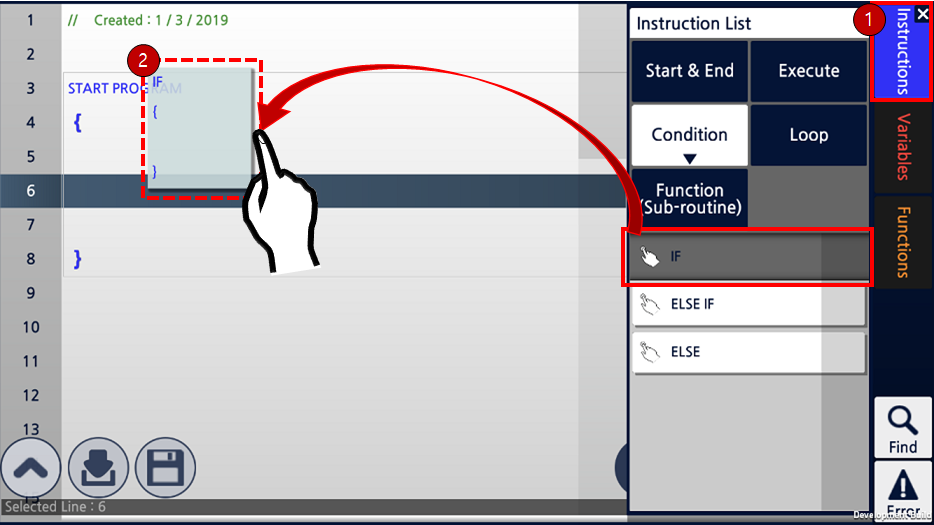 1
// Created : 1 / 3 / 2019
2
3
START PROGRAM
4
{
5
6
7
8
}
9
10
11
12
13
2
IF
{
}
Selected Line : 6
Instruction List
Start & End
Execute
Condition
Loop
Function
(Sub-routine)
IF
ELSE IF
ELSE
1
Instructions
Variables
Functions
Find
Error
Development Build